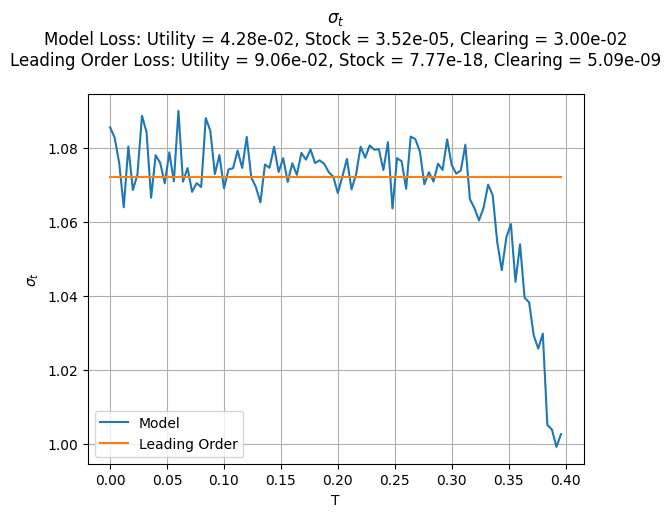 σₜ
Model Loss: Utility = 4.28e-02, Stock = 3.52e-05, Clearing = 3.00e-02
Leading Order Loss: Utility = 9.06e-02, Stock = 7.77e-18, Clearing = 5.09e-09
1.08
1.06
1.04
1.02
1.00
σₜ
Model
Leading Order
0.00 0.05 0.10 0.15 0.20 0.25 0.30 0.35 0.40
T